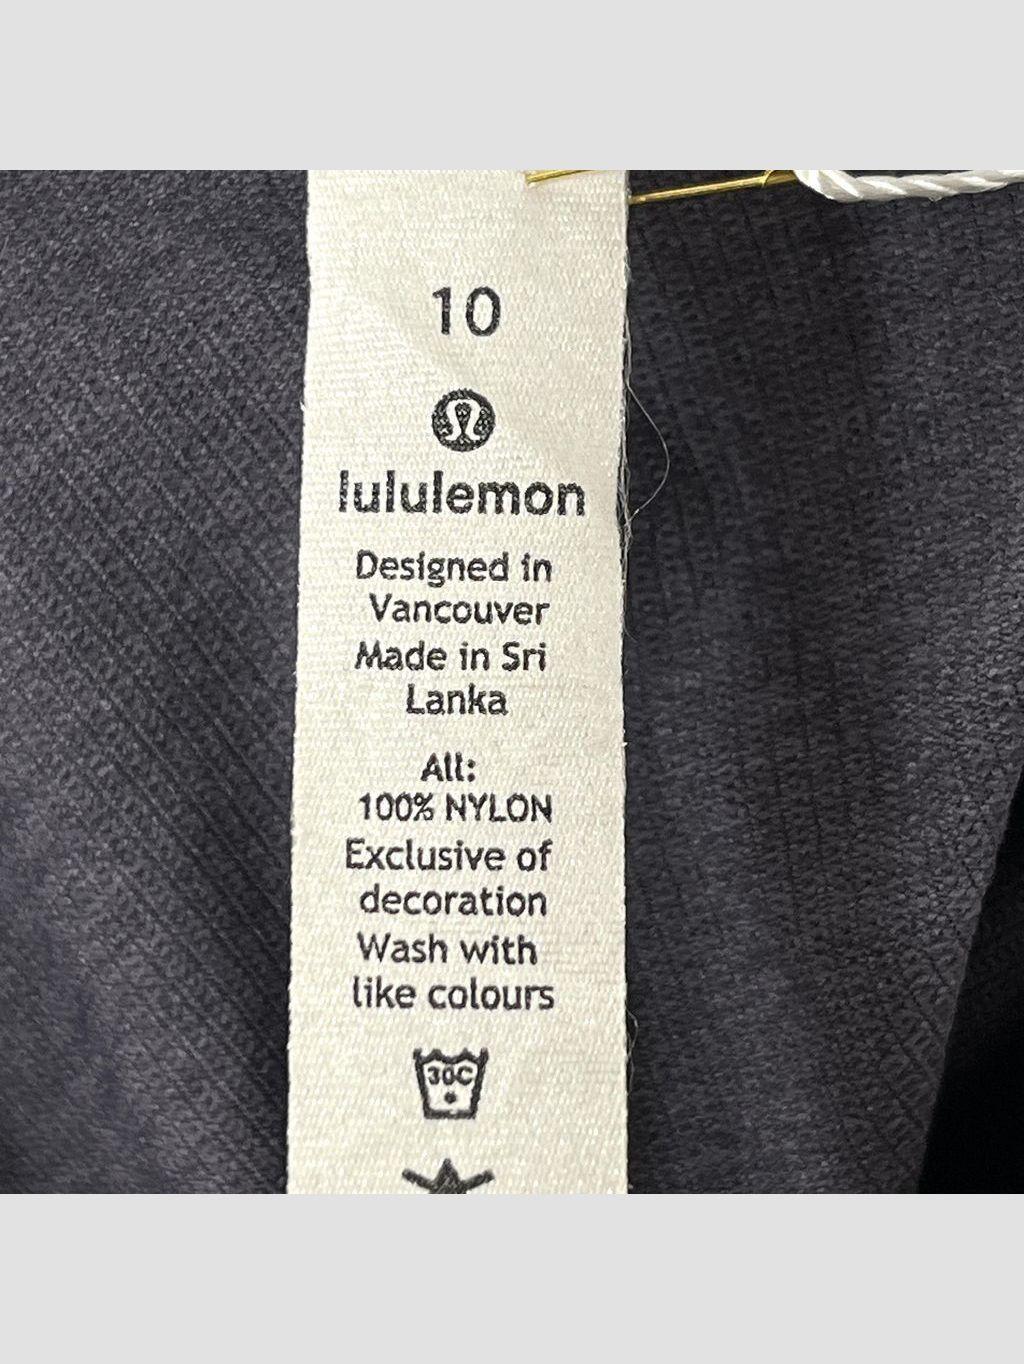 10
lululemon
Designed in
Vancouver
Made in Sri
Lanka
All:
100% NYLON
Exclusive of
decoration
Wash with
like colours
30C